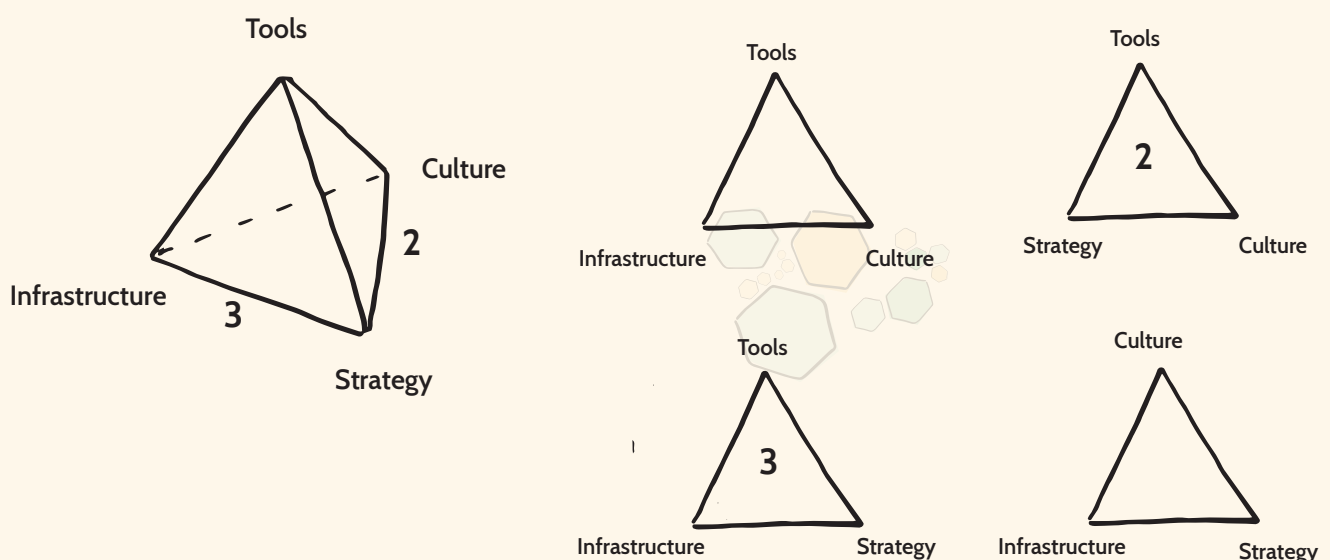 Tools
Culture
2
Infrastructure
3
Strategy
Tools
Infrastructure
Culture
Tools
2
Strategy
Culture
Tools
3
Infrastructure
Strategy
Culture
Infrastructure
Strategy